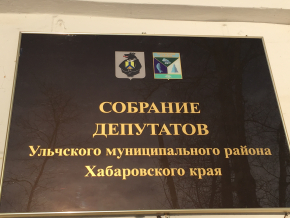 СОБРАНИЕ
ДЕПУТАТОВ
Ульчского муниципального района
Хабаровского края